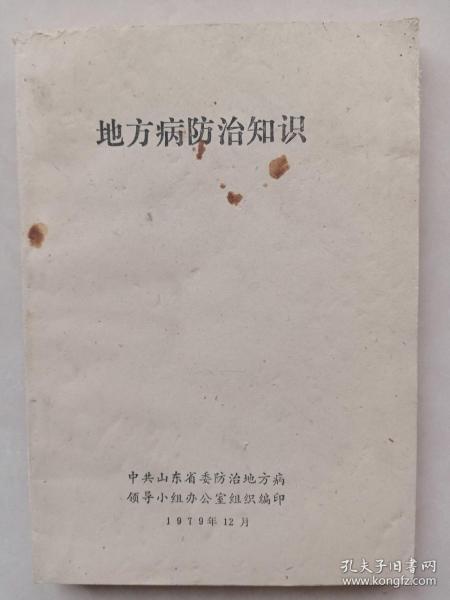 地方病防治知识
中共山东省委防治地方病
领导小组办公室组织编印
1979年12月
孔夫子旧书网
www.kongfz.com